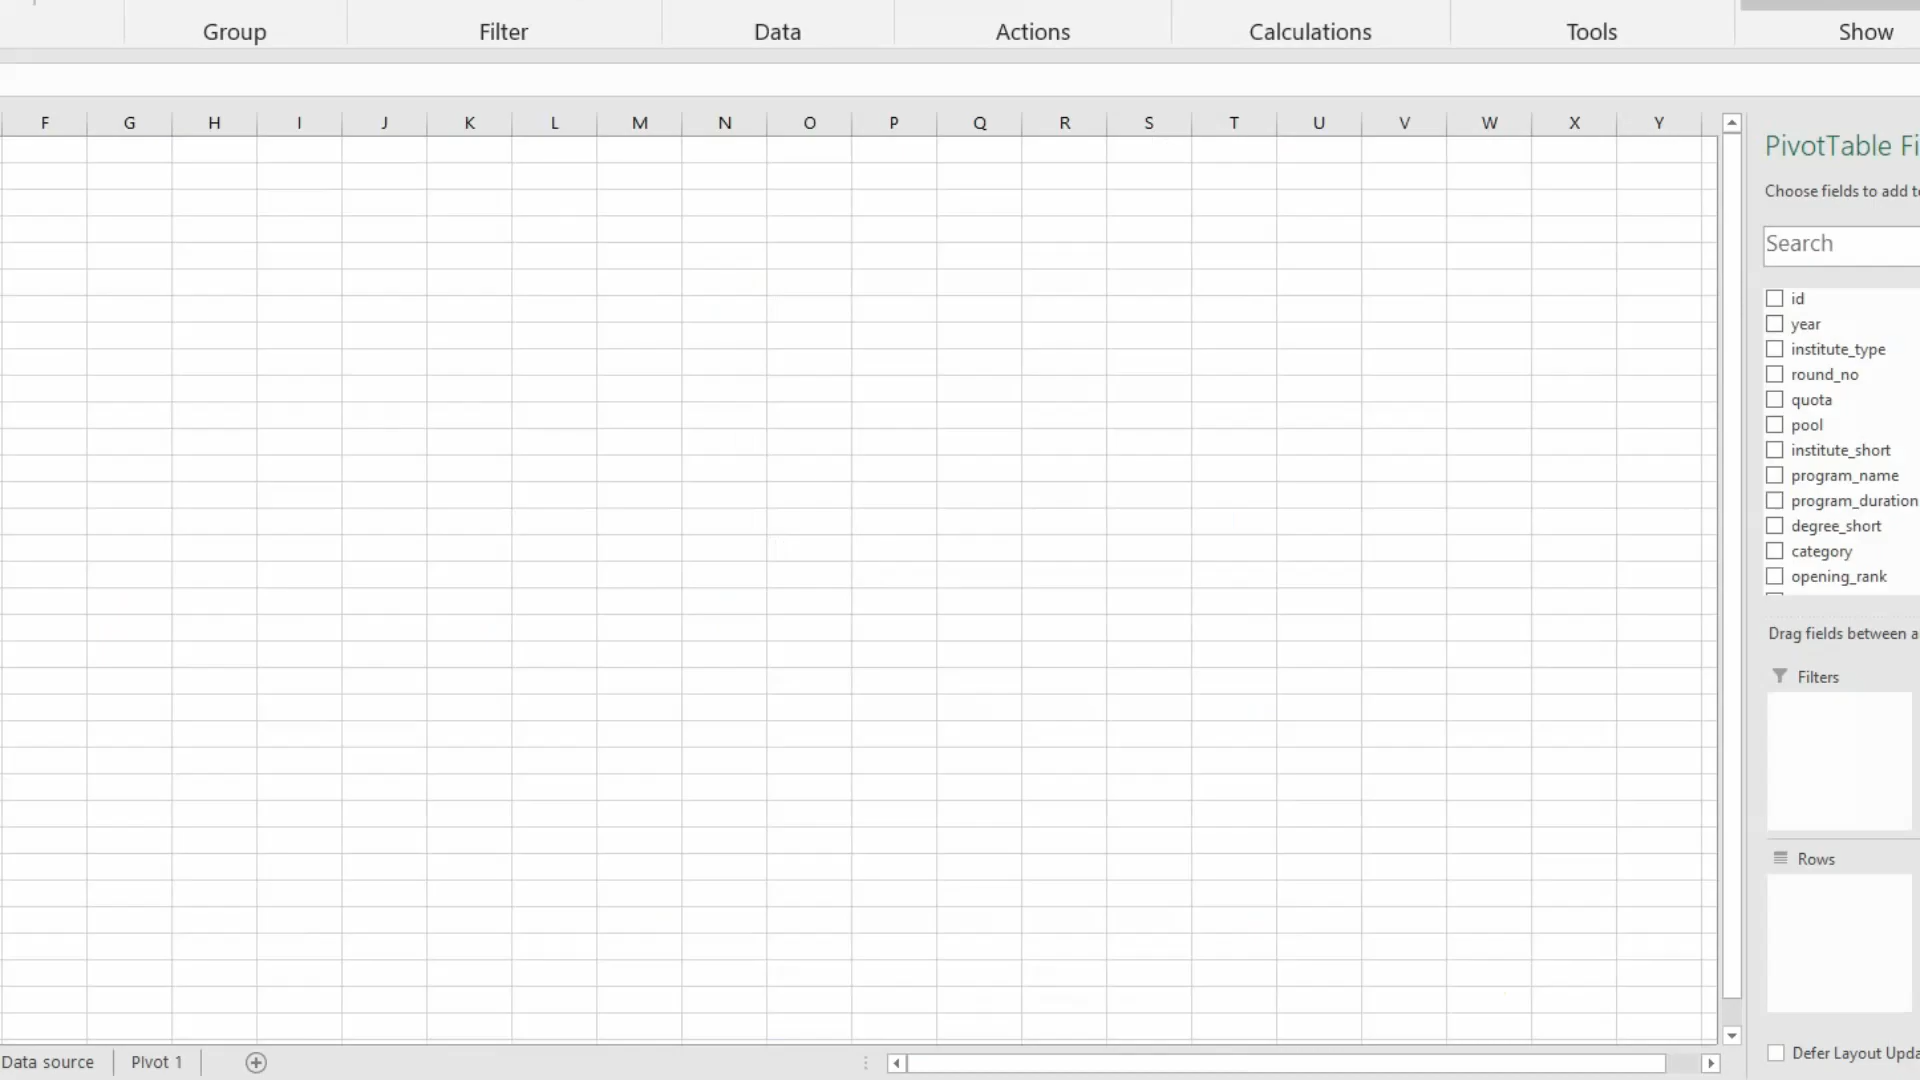 Group Filter Data Actions Calculations Tools Show
F G H I J K L M N O P Q R S T U V W X Y
PivotTable Fi
Choose fields to add to
Search
id
year
institute_type
round_no
quota
pool
institute_short
program_name
program_duration
degree_short
category
opening_rank
Drag fields between a
Filters
Rows
Data source PIvot 1
Defer Layout Upda